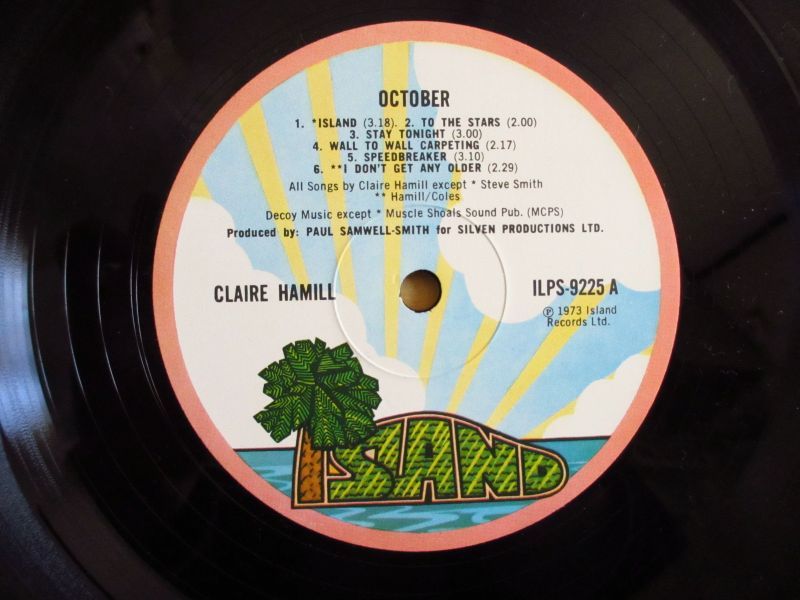 OCTOBER
1. *ISLAND (3.18). 2. TO THE STARS (2.00)
3. STAY TONIGHT (3.00)
4. WALL TO WALL CARPETING (2.17)
5. SPEEDBREAKER (3.10)
6. **I DON'T GET ANY OLDER (2.29)
All Songs by Claire Hamill except * Steve Smith
** Hamill/Coles
Decoy Music except * Muscle Shoals Sound Pub. (MCPS)
Produced by: PAUL SAMWELL-SMITH for SILVEN PRODUCTIONS LTD.
CLAIRE HAMILL
ILPS-9225 A
℗ 1973 Island
Records Ltd.
ISLAND